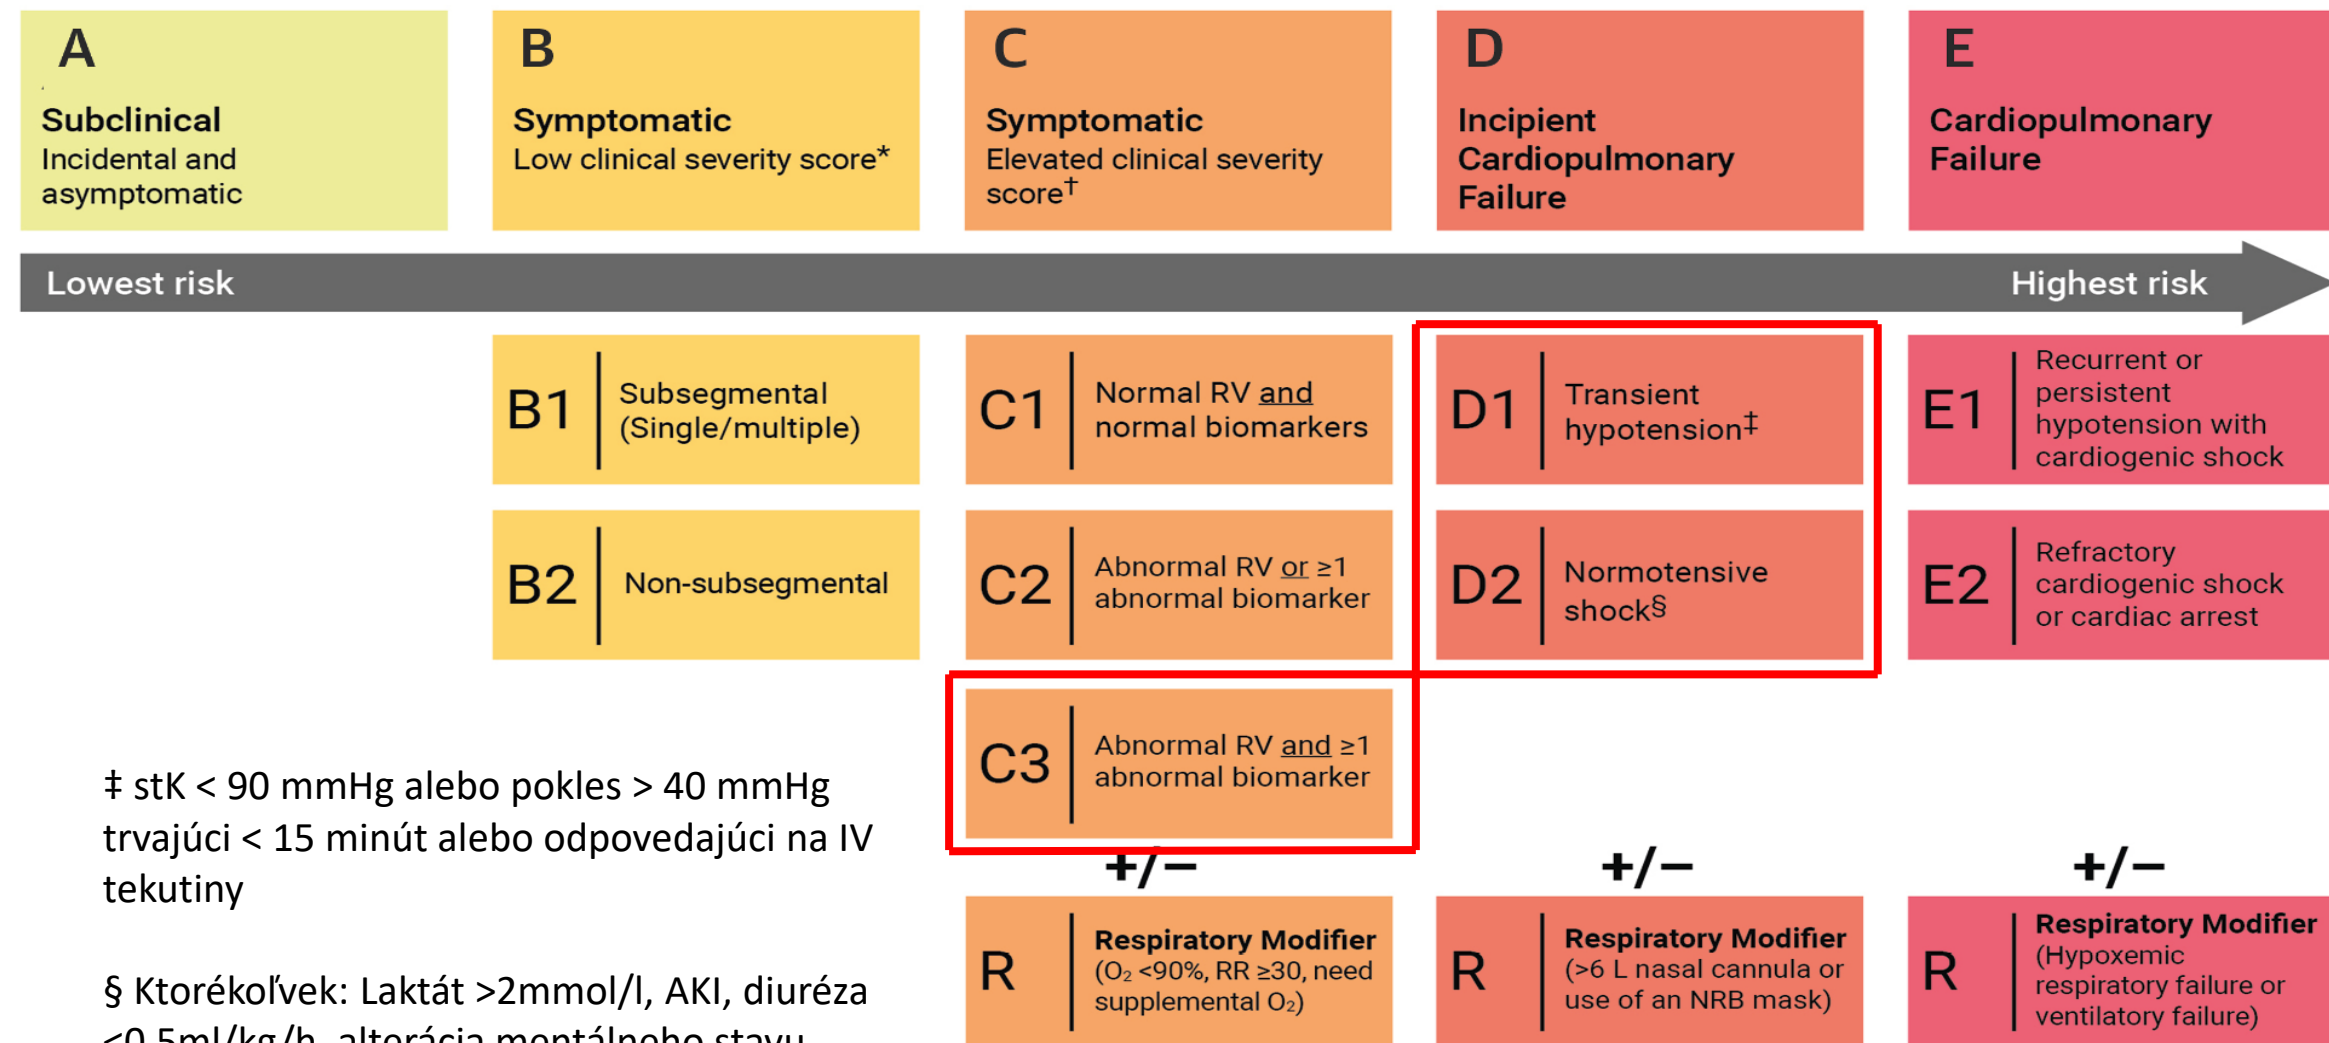 A
Subclinical
Incidental and
asymptomatic
B
Symptomatic
Low clinical severity score*
C
Symptomatic
Elevated clinical severity
score†
D
Incipient
Cardiopulmonary
Failure
E
Cardiopulmonary
Failure
Lowest risk
Highest risk
B1
Subsegmental
(Single/multiple)
C1
Normal RV and
normal biomarkers
D1
Transient
hypotension‡
E1
Recurrent or
persistent
hypotension with
cardiogenic shock
B2
Non-subsegmental
C2
Abnormal RV or ≥1
abnormal biomarker
D2
Normotensive
shock§
E2
Refractory
cardiogenic shock
or cardiac arrest
C3
Abnormal RV and ≥1
abnormal biomarker
‡ stK < 90 mmHg alebo pokles > 40 mmHg
trvajúci < 15 minút alebo odpovedajúci na IV
tekutiny
§ Ktorékoľvek: Laktát >2mmol/l, AKI, diuréza
<0.5ml/kg/h, alterácia mentálneho stavu
+/−
+/−
+/−
R
Respiratory Modifier
(O₂ <90%, RR ≥30, need
supplemental O₂)
R
Respiratory Modifier
(>6 L nasal cannula or
use of an NRB mask)
R
Respiratory Modifier
(Hypoxemic
respiratory failure or
ventilatory failure)